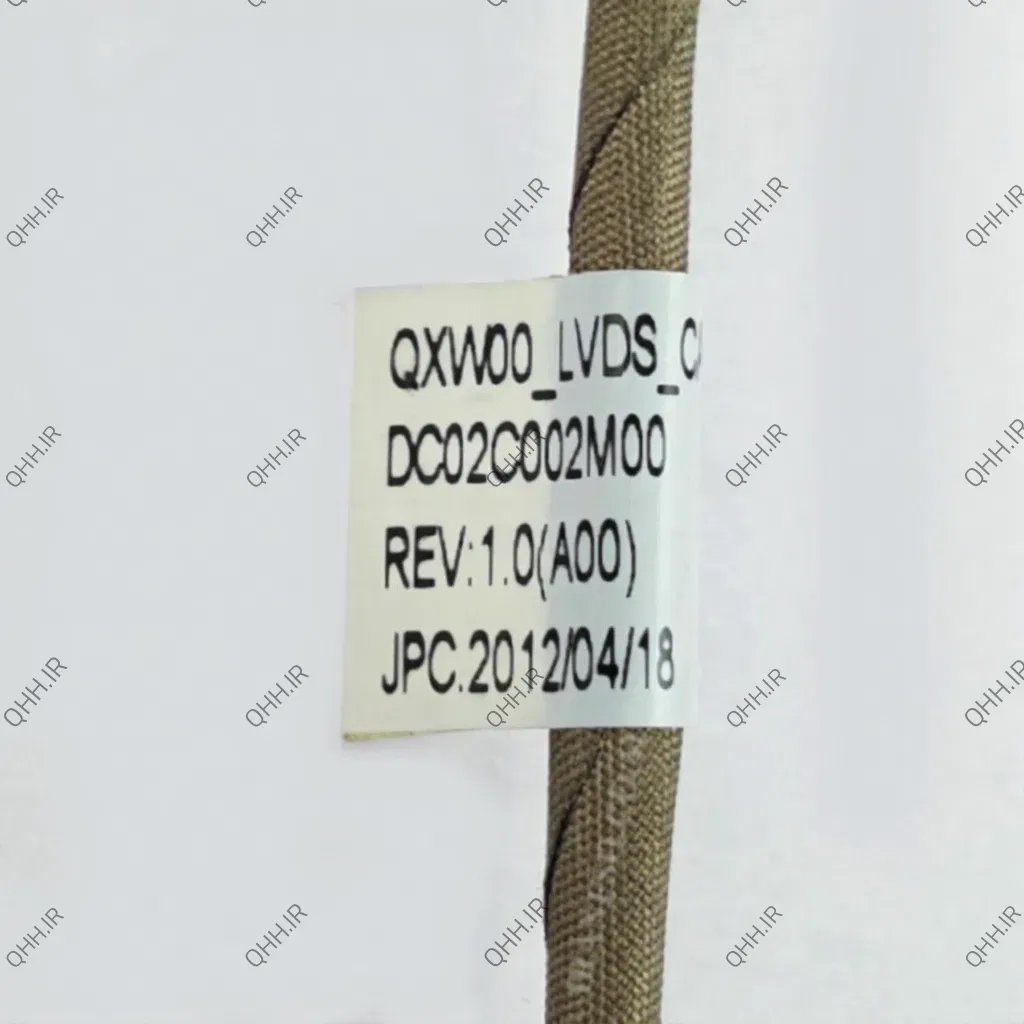 QXW00_LVDS_C
DC02C002M00
REV:1.0(A00)
JPC.2012/04/18
QHH.IR